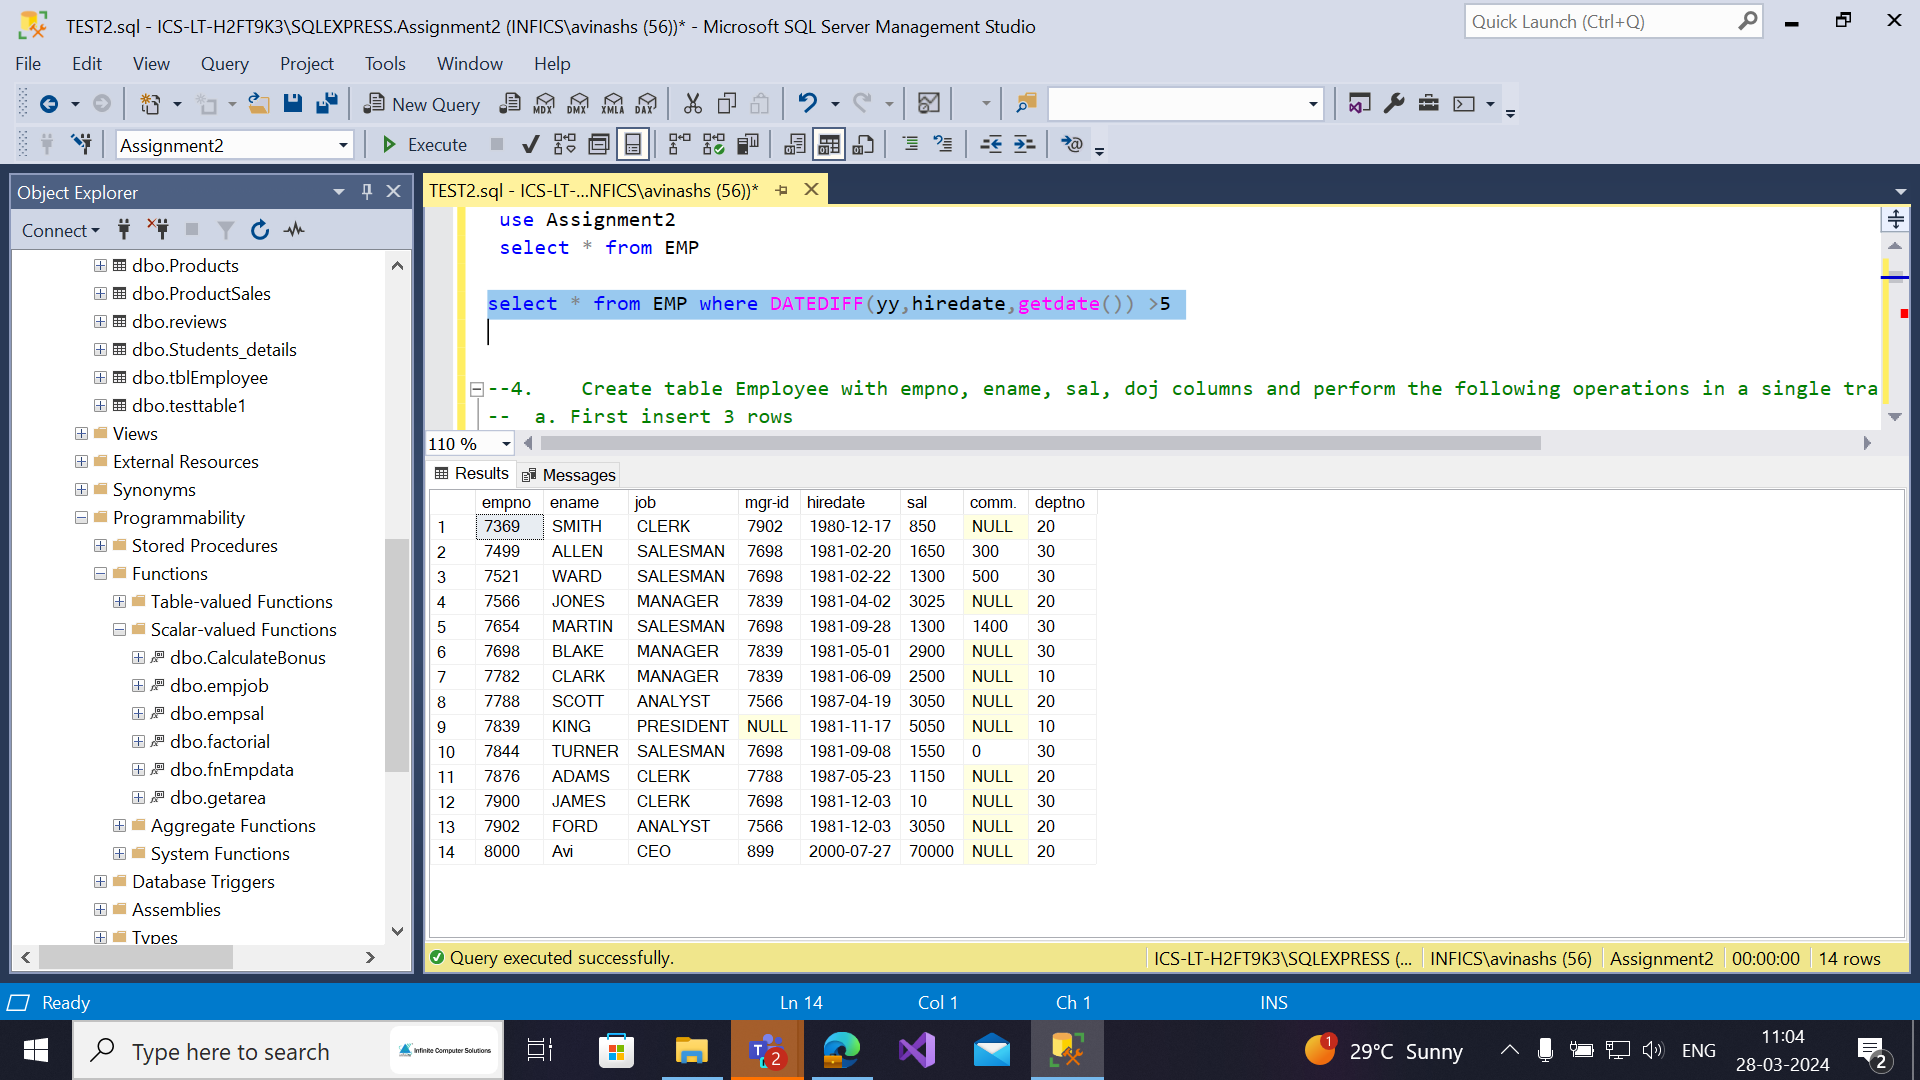 TEST2.sql - ICS-LT-H2FT9K3\SQLEXPRESS.Assignment2 (INFICS\avinashs (56))* - Microsoft SQL Server Management Studio
Quick Launch (Ctrl+Q)
File Edit View Query Project Tools Window Help
New Query MDX DMX XMLA DAX
Assignment2 Execute
Object Explorer
Connect
dbo.Products
dbo.ProductSales
dbo.reviews
dbo.Students_details
dbo.tblEmployee
dbo.testtable1
Views
External Resources
Synonyms
Programmability
Stored Procedures
Functions
Table-valued Functions
Scalar-valued Functions
dbo.CalculateBonus
dbo.empjob
dbo.empsal
dbo.factorial
dbo.fnEmpdata
dbo.getarea
Aggregate Functions
System Functions
Database Triggers
Assemblies
Types
TEST2.sql - ICS-LT-...NFICS\avinashs (56))*
use Assignment2
select * from EMP
select * from EMP where DATEDIFF(yy,hiredate,getdate()) >5
--4. Create table Employee with empno, ename, sal, doj columns and perform the following operations in a single tra
-- a. First insert 3 rows
110 %
Results Messages
empno ename job mgr-id hiredate sal comm. deptno
1 7369 SMITH CLERK 7902 1980-12-17 850 NULL 20
2 7499 ALLEN SALESMAN 7698 1981-02-20 1650 300 30
3 7521 WARD SALESMAN 7698 1981-02-22 1300 500 30
4 7566 JONES MANAGER 7839 1981-04-02 3025 NULL 20
5 7654 MARTIN SALESMAN 7698 1981-09-28 1300 1400 30
6 7698 BLAKE MANAGER 7839 1981-05-01 2900 NULL 30
7 7782 CLARK MANAGER 7839 1981-06-09 2500 NULL 10
8 7788 SCOTT ANALYST 7566 1987-04-19 3050 NULL 20
9 7839 KING PRESIDENT NULL 1981-11-17 5050 NULL 10
10 7844 TURNER SALESMAN 7698 1981-09-08 1550 0 30
11 7876 ADAMS CLERK 7788 1987-05-23 1150 NULL 20
12 7900 JAMES CLERK 7698 1981-12-03 10 NULL 30
13 7902 FORD ANALYST 7566 1981-12-03 3050 NULL 20
14 8000 Avi CEO 899 2000-07-27 70000 NULL 20
Query executed successfully. ICS-LT-H2FT9K3\SQLEXPRESS (... INFICS\avinashs (56) Assignment2 00:00:00 14 rows
Ready Ln 14 Col 1 Ch 1 INS
Type here to search Infinite Computer Solutions 2 1 29°C Sunny ENG 11:04
28-03-2024 2